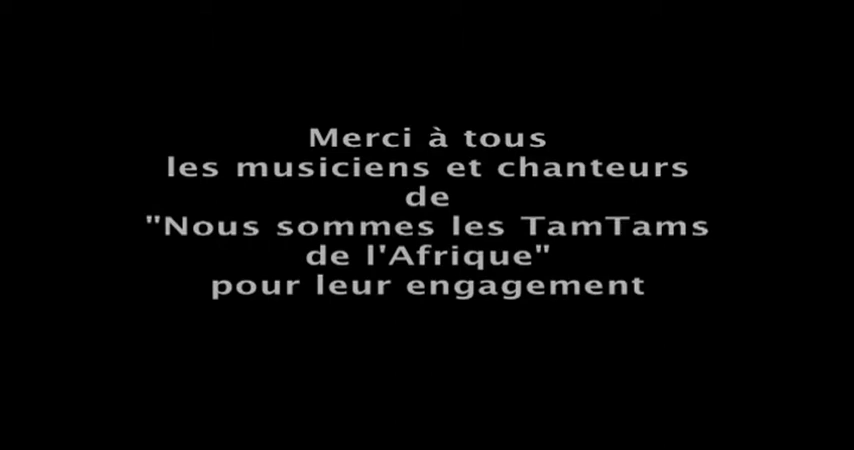 Merci à tous
les musiciens et chanteurs
de
"Nous sommes les TamTams
de l'Afrique"
pour leur engagement